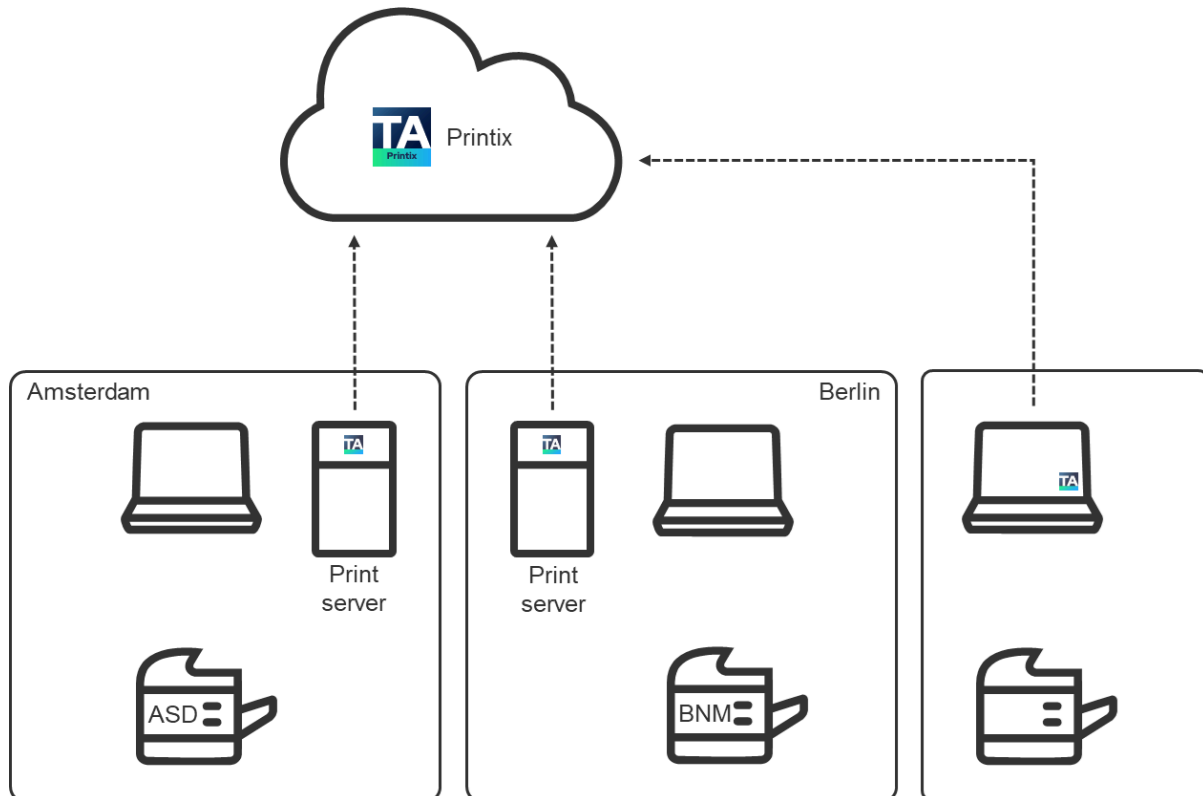 TA
Printix
Printix
Amsterdam
Berlin
TA
TA
TA
Print
server
Print
server
ASD
BNM